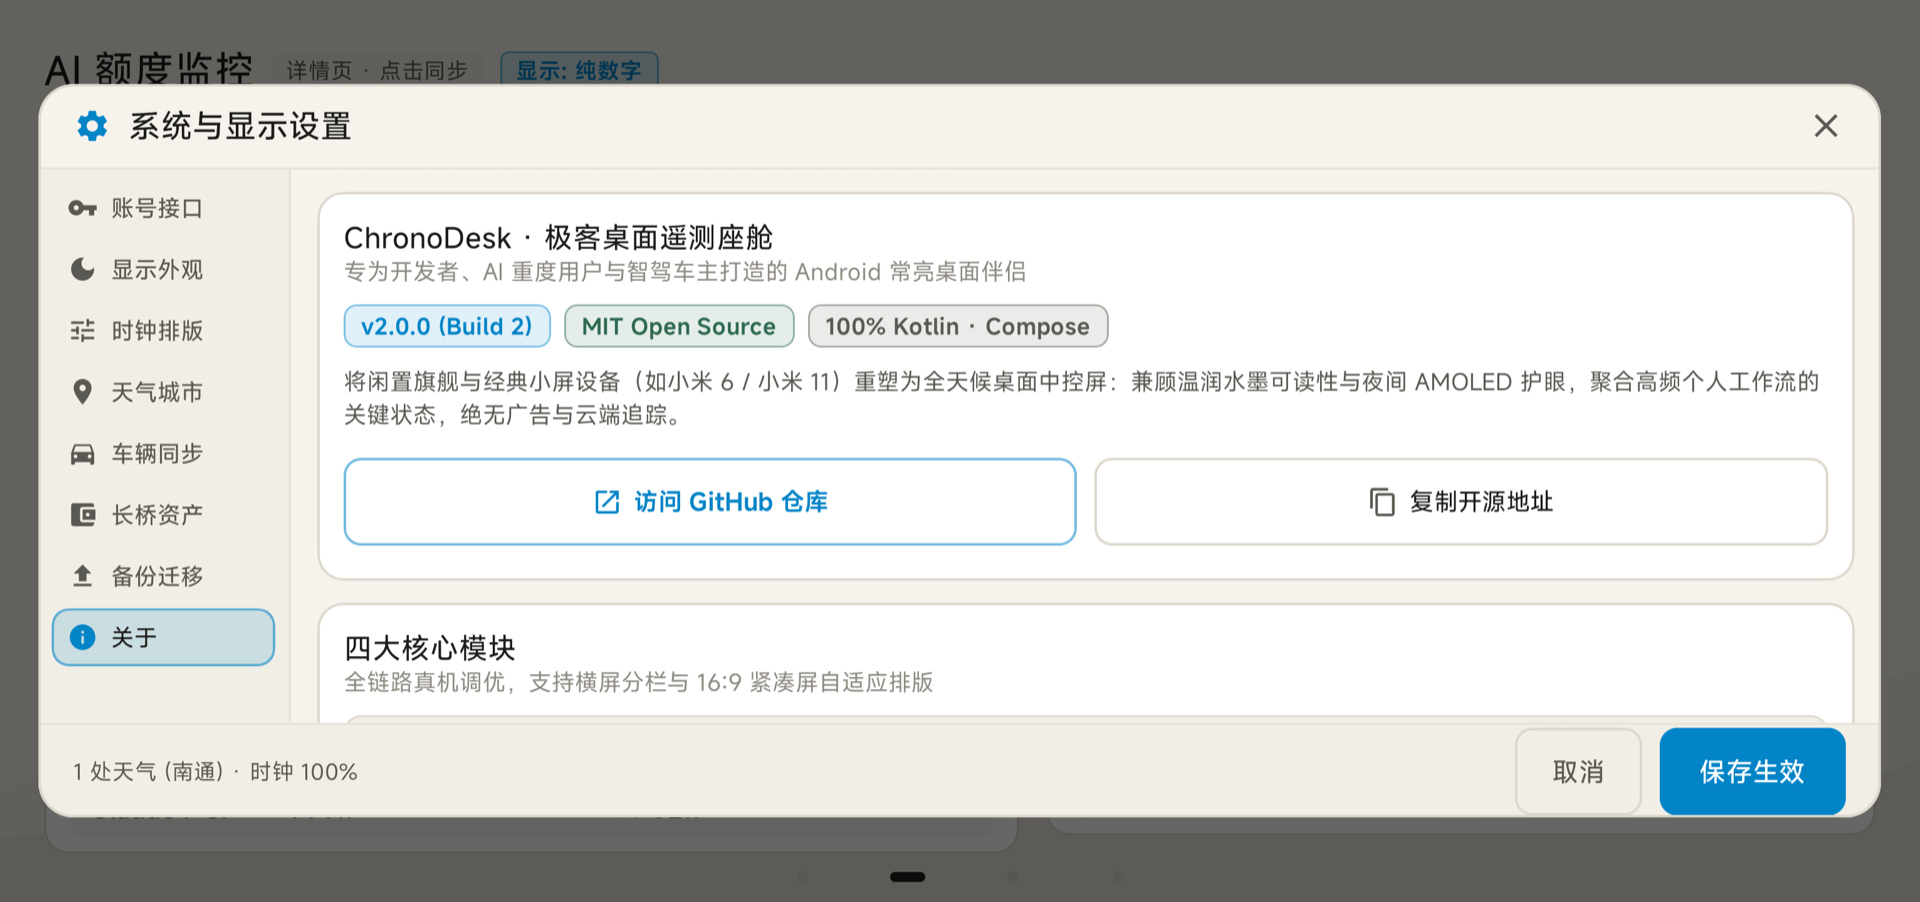 AI 额度监控
详情页 · 点击同步
显示: 纯数字
系统与显示设置
账号接口
显示外观
时钟排版
天气城市
车辆同步
长桥资产
备份迁移
关于
ChronoDesk · 极客桌面遥测座舱
专为开发者、AI 重度用户与智驾车主打造的 Android 常亮桌面伴侣
v2.0.0 (Build 2)
MIT Open Source
100% Kotlin · Compose
将闲置旗舰与经典小屏设备（如小米 6 / 小米 11）重塑为全天候桌面中控屏：兼顾温润水墨可读性与夜间 AMOLED 护眼，聚合高频个人工作流的
关键状态，绝无广告与云端追踪。
访问 GitHub 仓库
复制开源地址
四大核心模块
全链路真机调优，支持横屏分栏与 16:9 紧凑屏自适应排版
1 处天气 (南通) · 时钟 100%
取消
保存生效